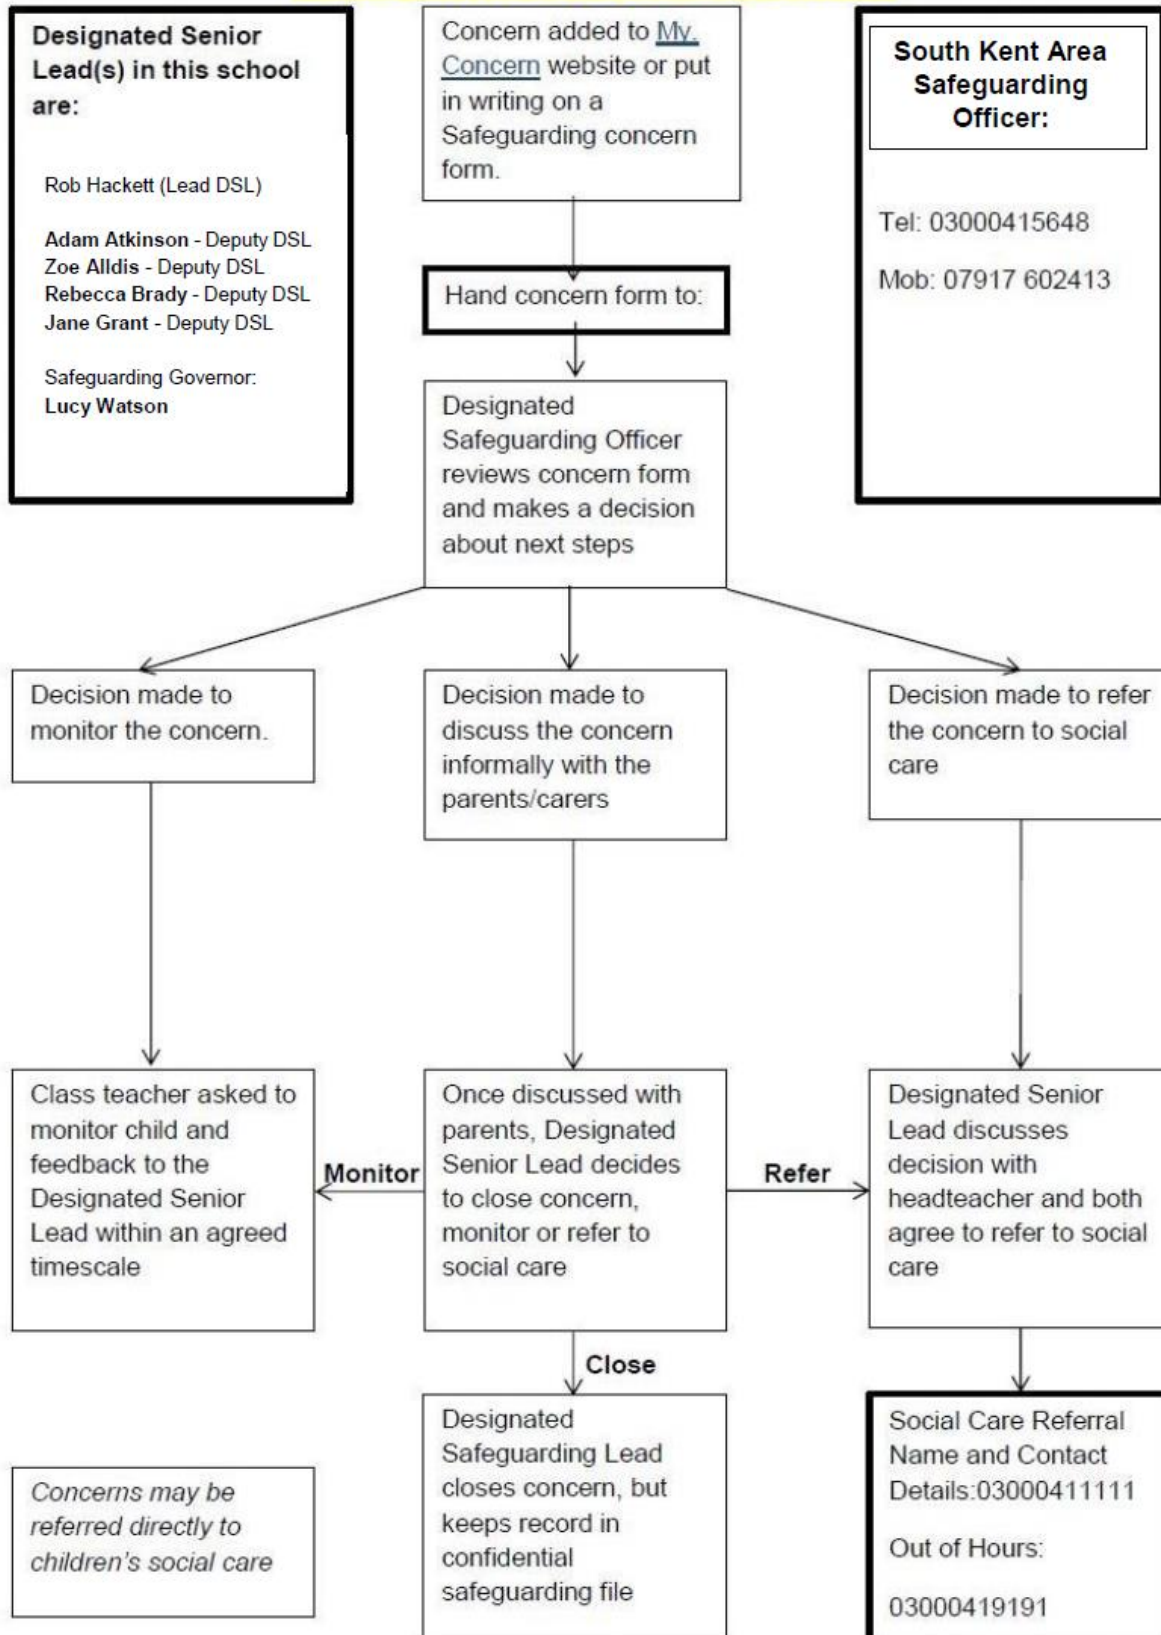 Designated Senior
Lead(s) in this school
are:
Rob Hackett (Lead DSL)
Adam Atkinson - Deputy DSL
Zoe Alldis - Deputy DSL
Rebecca Brady - Deputy DSL
Jane Grant - Deputy DSL
Safeguarding Governor:
Lucy Watson
Concern added to My.
Concern website or put
in writing on a
Safeguarding concern
form.
South Kent Area
Safeguarding
Officer:
Tel: 03000415648
Mob: 07917 602413
Hand concern form to:
Designated
Safeguarding Officer
reviews concern form
and makes a decision
about next steps
Decision made to
monitor the concern.
Decision made to
discuss the concern
informally with the
parents/carers
Decision made to refer
the concern to social
care
Class teacher asked to
monitor child and
feedback to the
Designated Senior
Lead within an agreed
timescale
Monitor
Once discussed with
parents, Designated
Senior Lead decides
to close concern,
monitor or refer to
social care
Refer
Designated Senior
Lead discusses
decision with
headteacher and both
agree to refer to social
care
Close
Concerns may be
referred directly to
children's social care
Designated
Safeguarding Lead
closes concern, but
keeps record in
confidential
safeguarding file
Social Care Referral
Name and Contact
Details:03000411111
Out of Hours:
03000419191